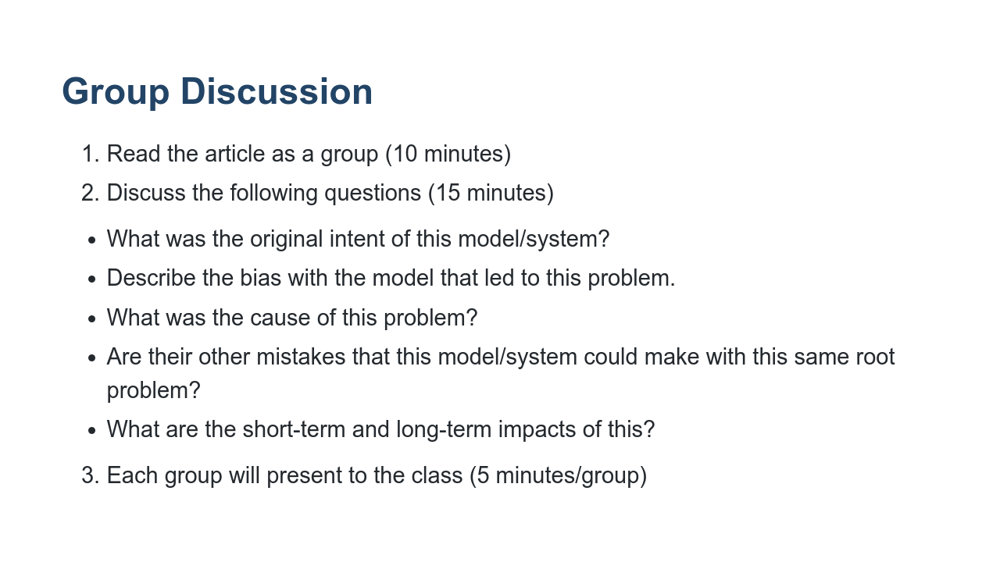 Group Discussion
1. Read the article as a group (10 minutes)
2. Discuss the following questions (15 minutes)
• What was the original intent of this model/system?
• Describe the bias with the model that led to this problem.
• What was the cause of this problem?
• Are their other mistakes that this model/system could make with this same root
problem?
• What are the short-term and long-term impacts of this?
3. Each group will present to the class (5 minutes/group)